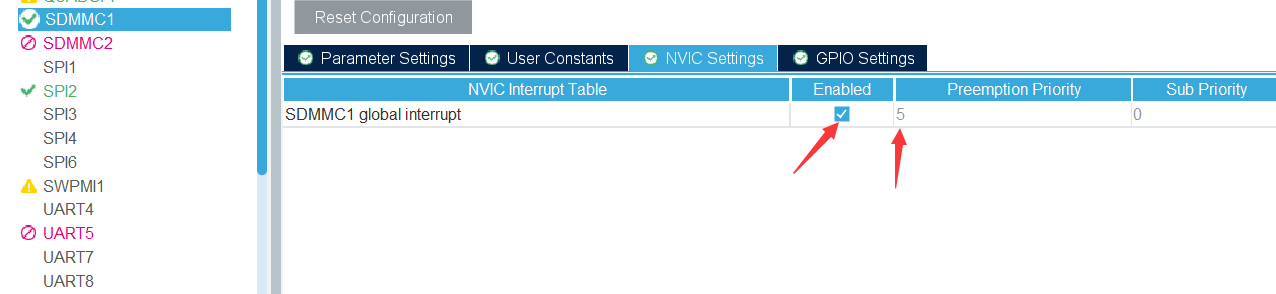 SDMMC1
SDMMC2
SPI1
SPI2
SPI3
SPI4
SPI6
SWPMI1
UART4
UART5
UART7
UART8
Reset Configuration
Parameter Settings User Constants NVIC Settings GPIO Settings
NVIC Interrupt Table Enabled Preemption Priority Sub Priority
SDMMC1 global interrupt 5 0